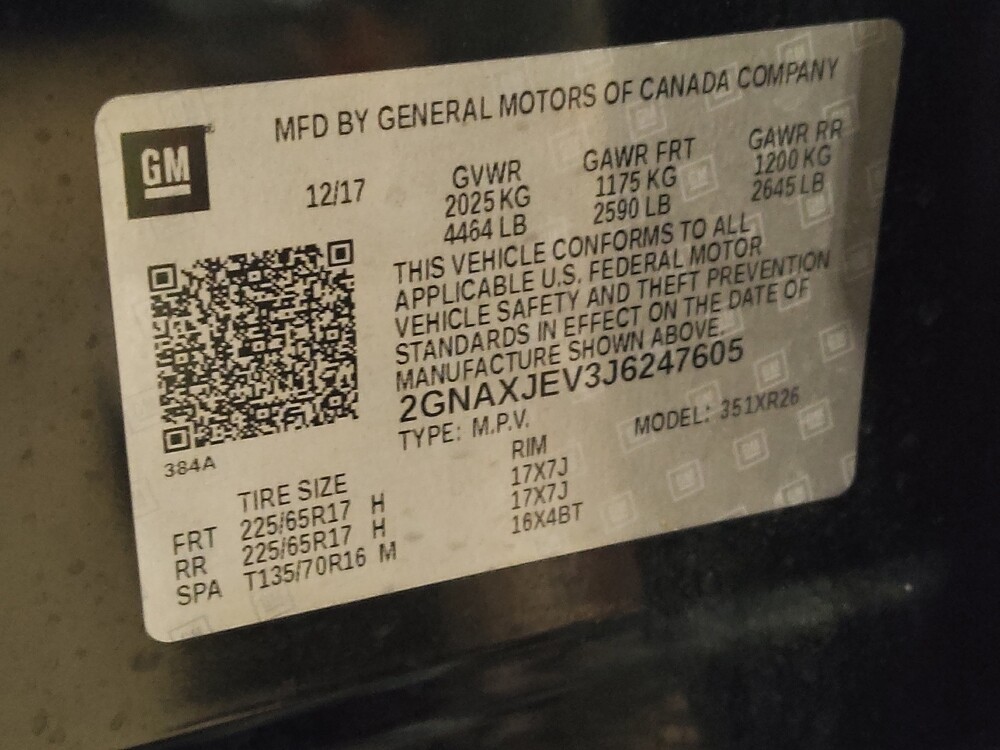 MFD BY GENERAL MOTORS OF CANADA COMPANY
GM
12/17
GVWR
2025 KG
4464 LB
GAWR FRT
1175 KG
2590 LB
GAWR RR
1200 KG
2645 LB
THIS VEHICLE CONFORMS TO ALL
APPLICABLE U.S. FEDERAL MOTOR
VEHICLE SAFETY AND THEFT PREVENTION
STANDARDS IN EFFECT ON THE DATE OF
MANUFACTURE SHOWN ABOVE.
2GNAXJEV3J6247605
TYPE: M.P.V. MODEL: 351XR26
384A
TIRE SIZE RIM
FRT 225/65R17 H 17X7J
RR 225/65R17 H 17X7J
SPA T135/70R16 M 16X4BT